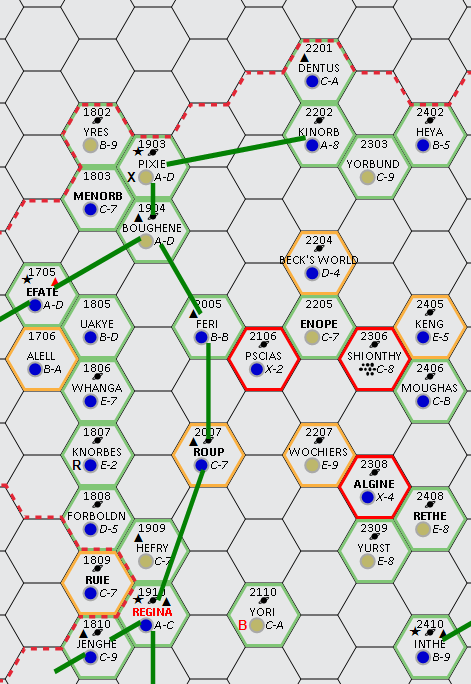 2201
DENTUS
C-A
1802
YRES
B-9
1903
PIXIE
X A-D
2202
KINORB
A-8
2303
YORBUND
C-9
2402
HEYA
B-5
1803
MENORB
C-7
1904
BOUGHENE
A-D
2204
BECK'S WORLD
D-4
1705
EFATE
A-D
1805
UAKYE
B-D
2005
FERI
B-B
2205
ENOPE
C-7
2405
KENG
E-5
1706
ALELL
B-A
2106
PSCIAS
X-2
2306
SHIONTHY
C-8
1806
WHANGA
E-7
2406
MOUGHAS
C-B
1807
KNORBES
R E-2
2007
ROUP
C-7
2207
WOCHIERS
E-9
2308
ALGINE
X-4
1808
FORBOLDN
D-5
2408
RETHE
E-8
1909
HEFRY
C-7
2309
YURST
E-8
1809
RUIE
C-7
1910
REGINA
A-C
2110
YORI
B C-A
1810
JENGHE
C-9
2410
INTHE
B-9